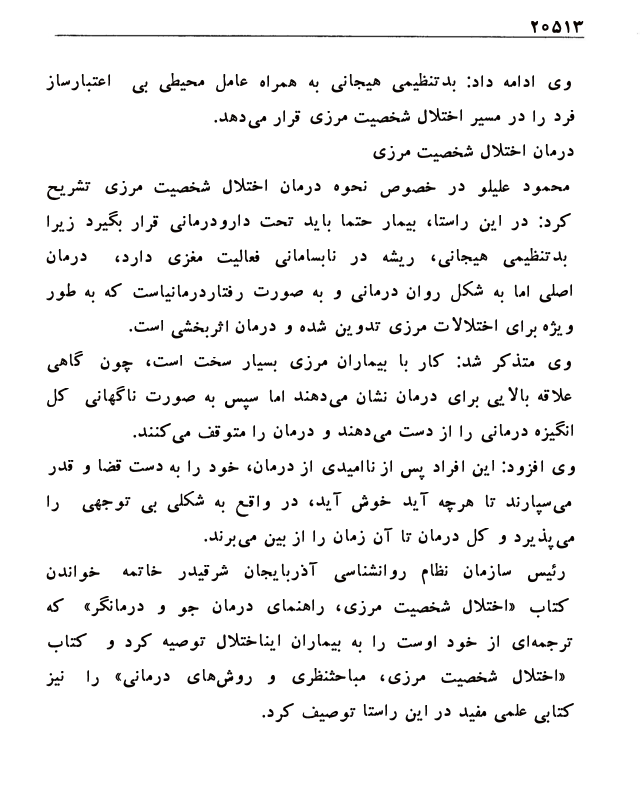 ۲۰۵۱۳
وی ادامه داد: بدتنظیمی هیجانی به همراه عامل محیطی بی اعتبارساز
فرد را در مسیر اختلال شخصیت مرزی قرار می‌دهد.
درمان اختلال شخصیت مرزی
محمود علیلو در خصوص نحوه درمان اختلال شخصیت مرزی تشریح
کرد: در این راستا، بیمار حتما باید تحت دارودرمانی قرار بگیرد زیرا
بدتنظیمی هیجانی، ریشه در نابسامانی فعالیت مغزی دارد، درمان
اصلی اما به شکل روان درمانی و به صورت رفتاردرمانیاست که به طور
ویژه برای اختلالات مرزی تدوین شده و درمان اثربخشی است.
وی متذکر شد: کار با بیماران مرزی بسیار سخت است، چون گاهی
علاقه بالایی برای درمان نشان می‌دهند اما سپس به صورت ناگهانی کل
انگیزه درمانی را از دست می‌دهند و درمان را متوقف می‌کنند.
وی افزود: این افراد پس از ناامیدی از درمان، خود را به دست قضا و قدر
می‌سپارند تا هرچه آید خوش آید، در واقع به شکلی بی توجهی را
می‌پذیرد و کل درمان تا آن زمان را از بین می‌برند.
رئیس سازمان نظام روانشناسی آذربایجان شرقیدر خاتمه خواندن
کتاب «اختلال شخصیت مرزی، راهنمای درمان جو و درمانگر» که
ترجمه‌ای از خود اوست را به بیماران ایناختلال توصیه کرد و کتاب
«اختلال شخصیت مرزی، مباحثنظری و روش‌های درمانی» را نیز
کتابی علمی مفید در این راستا توصیف کرد.